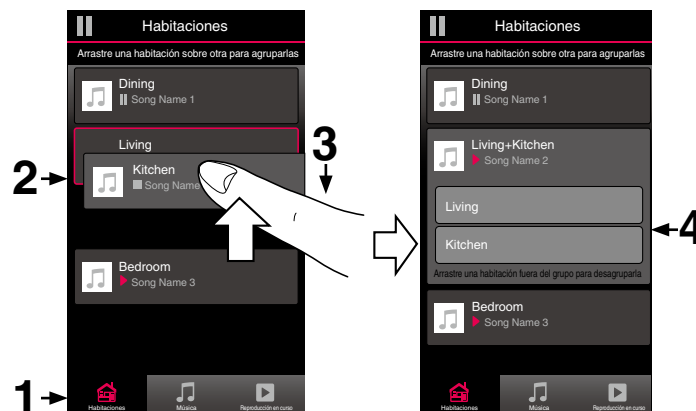 Habitaciones
Arrastre una habitación sobre otra para agruparlas
Dining
Song Name 1
Living
Kitchen
Song Name
Bedroom
Song Name 3
Habitaciones
Música
Reproducción en curso
1
2
3
Habitaciones
Arrastre una habitación sobre otra para agruparlas
Dining
Song Name 1
Living+Kitchen
Song Name 2
Living
Kitchen
Arrastre una habitación fuera del grupo para desagruparla
Bedroom
Song Name 3
Habitaciones
Música
Reproducción en curso
4